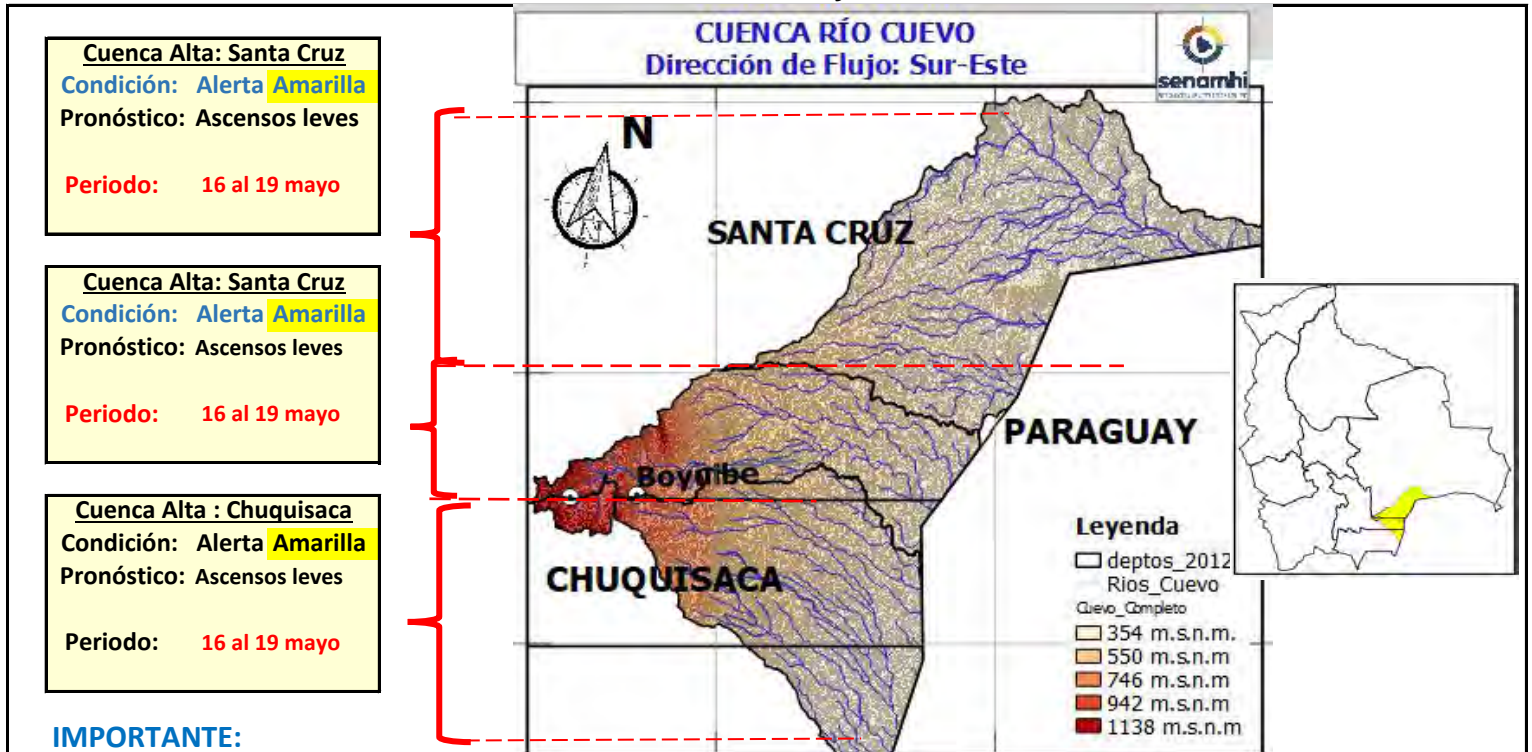 Cuenca Alta: Santa Cruz
Condición: Alerta Amarilla
Pronóstico: Ascensos leves
Periodo: 16 al 19 mayo
Cuenca Alta: Santa Cruz
Condición: Alerta Amarilla
Pronóstico: Ascensos leves
Periodo: 16 al 19 mayo
Cuenca Alta : Chuquisaca
Condición: Alerta Amarilla
Pronóstico: Ascensos leves
Periodo: 16 al 19 mayo
IMPORTANTE:
CUENCA RÍO CUEVO
Dirección de Flujo: Sur-Este
senamhi
N
SANTA CRUZ
PARAGUAY
Boyuibe
CHUQUISACA
Leyenda
deptos_2012
Rios_Cuevo
Cuevo_Completo
354 m.s.n.m.
550 m.s.n.m
746 m.s.n.m
942 m.s.n.m
1138 m.s.n.m